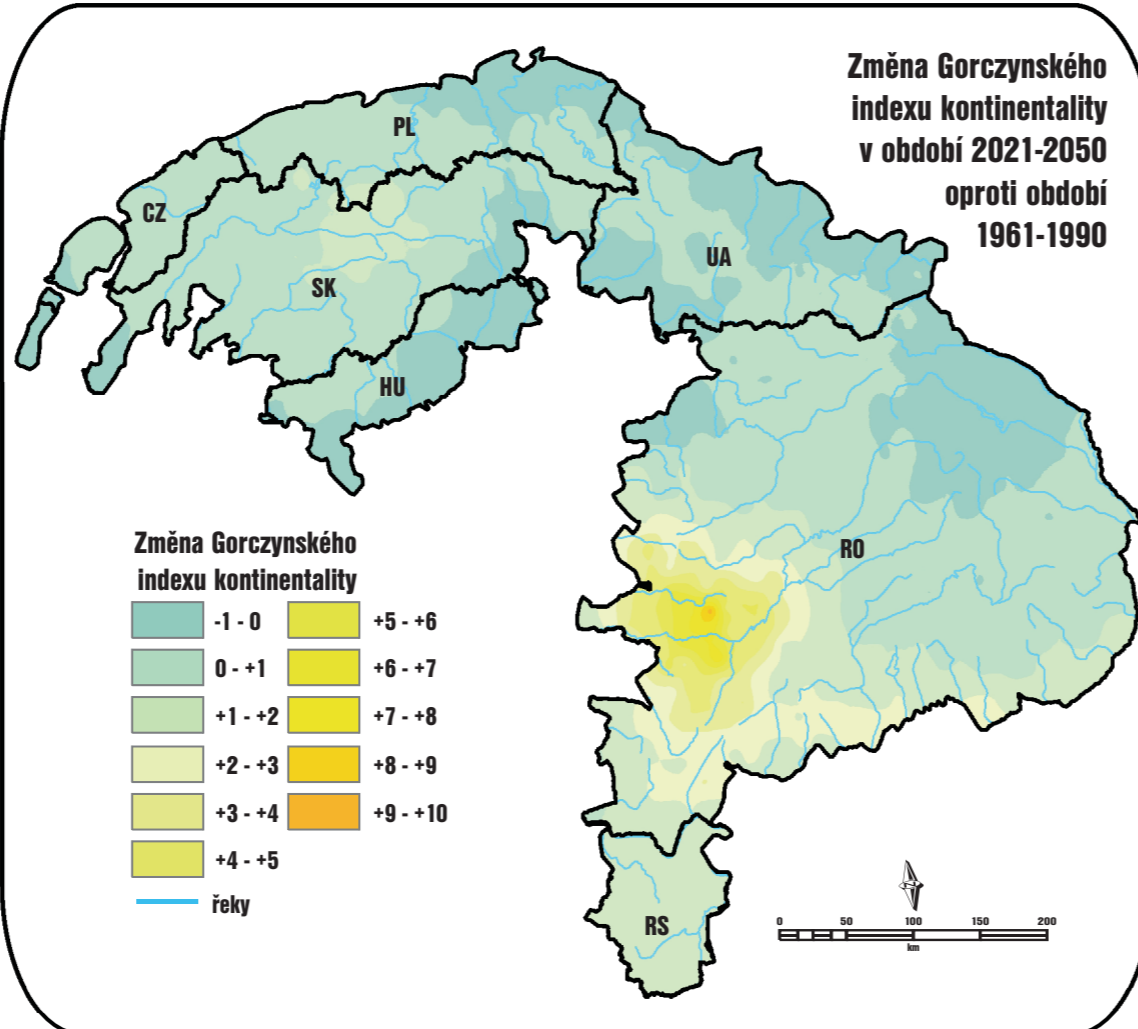 Změna Gorczynského
indexu kontinentality
v období 2021-2050
oproti období
1961-1990
PL
CZ
SK
UA
HU
RO
RS
Změna Gorczynského
indexu kontinentality
-1 - 0
0 - +1
+1 - +2
+2 - +3
+3 - +4
+4 - +5
+5 - +6
+6 - +7
+7 - +8
+8 - +9
+9 - +10
řeky
0 50 100 150 200
km